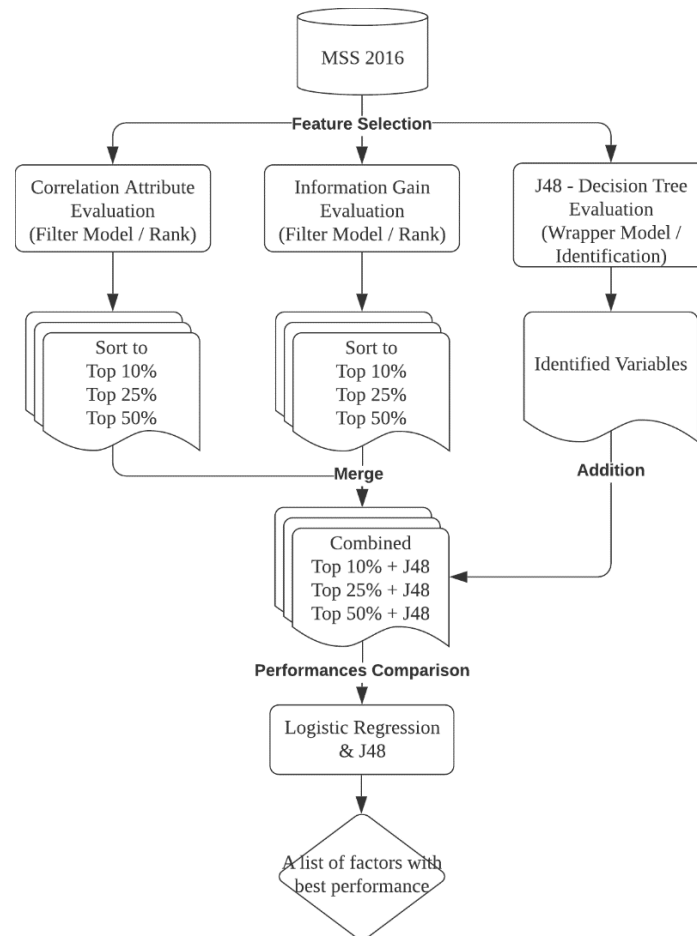 MSS 2016
Feature Selection
Correlation Attribute
Evaluation
(Filter Model / Rank)
Information Gain
Evaluation
(Filter Model / Rank)
J48 - Decision Tree
Evaluation
(Wrapper Model /
Identification)
Sort to
Top 10%
Top 25%
Top 50%
Sort to
Top 10%
Top 25%
Top 50%
Identified Variables
Merge
Addition
Combined
Top 10% + J48
Top 25% + J48
Top 50% + J48
Performances Comparison
Logistic Regression
& J48
A list of factors with
best performance